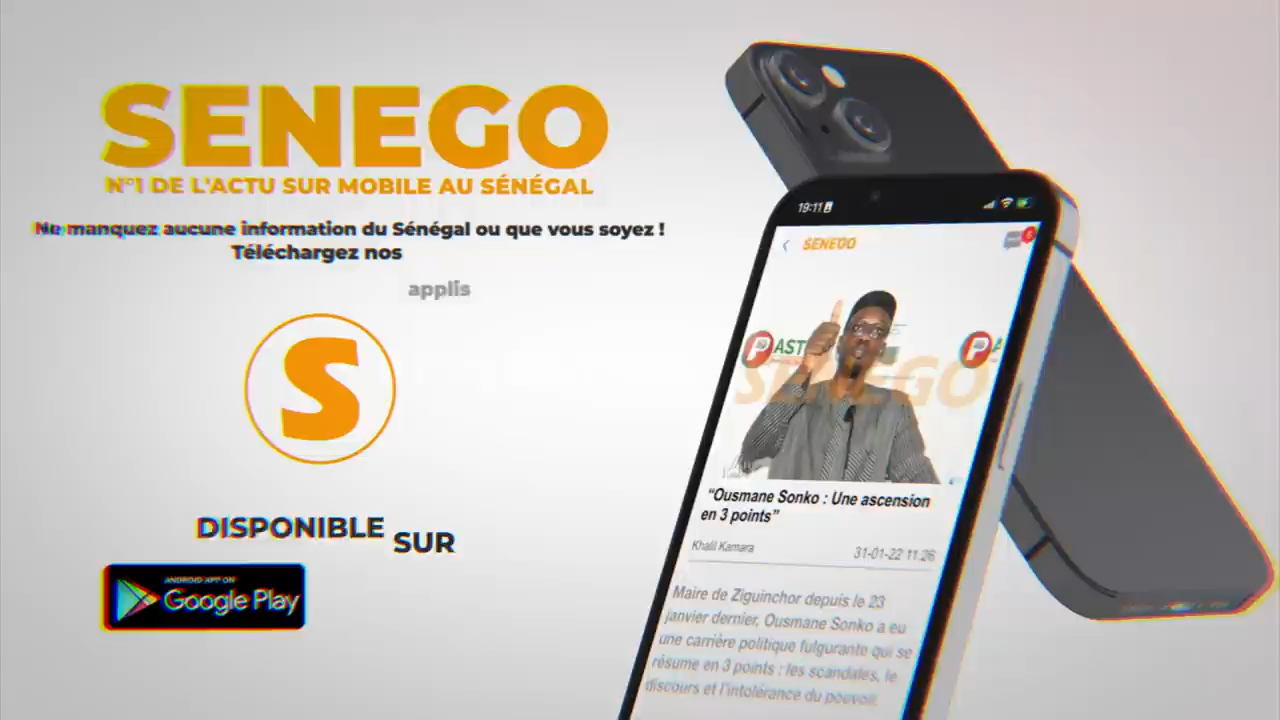 SENEGO
N°1 DE L'ACTU SUR MOBILE AU SÉNÉGAL
Ne manquez aucune information du Sénégal ou que vous soyez !
Téléchargez nos
applis
S
DISPONIBLE SUR
ANDROID APP ON
Google Play
19:11
SENEGO
PAST
PA
SENEGO
“Ousmane Sonko : Une ascension
en 3 points”
Khalil Kamara
31-01-22 11:26
Maire de Ziguinchor depuis le 23
janvier dernier, Ousmane Sonko a eu
une carrière politique fulgurante qui se
résume en 3 points : les scandales, le
discours et l'intolérance du pouvoir.